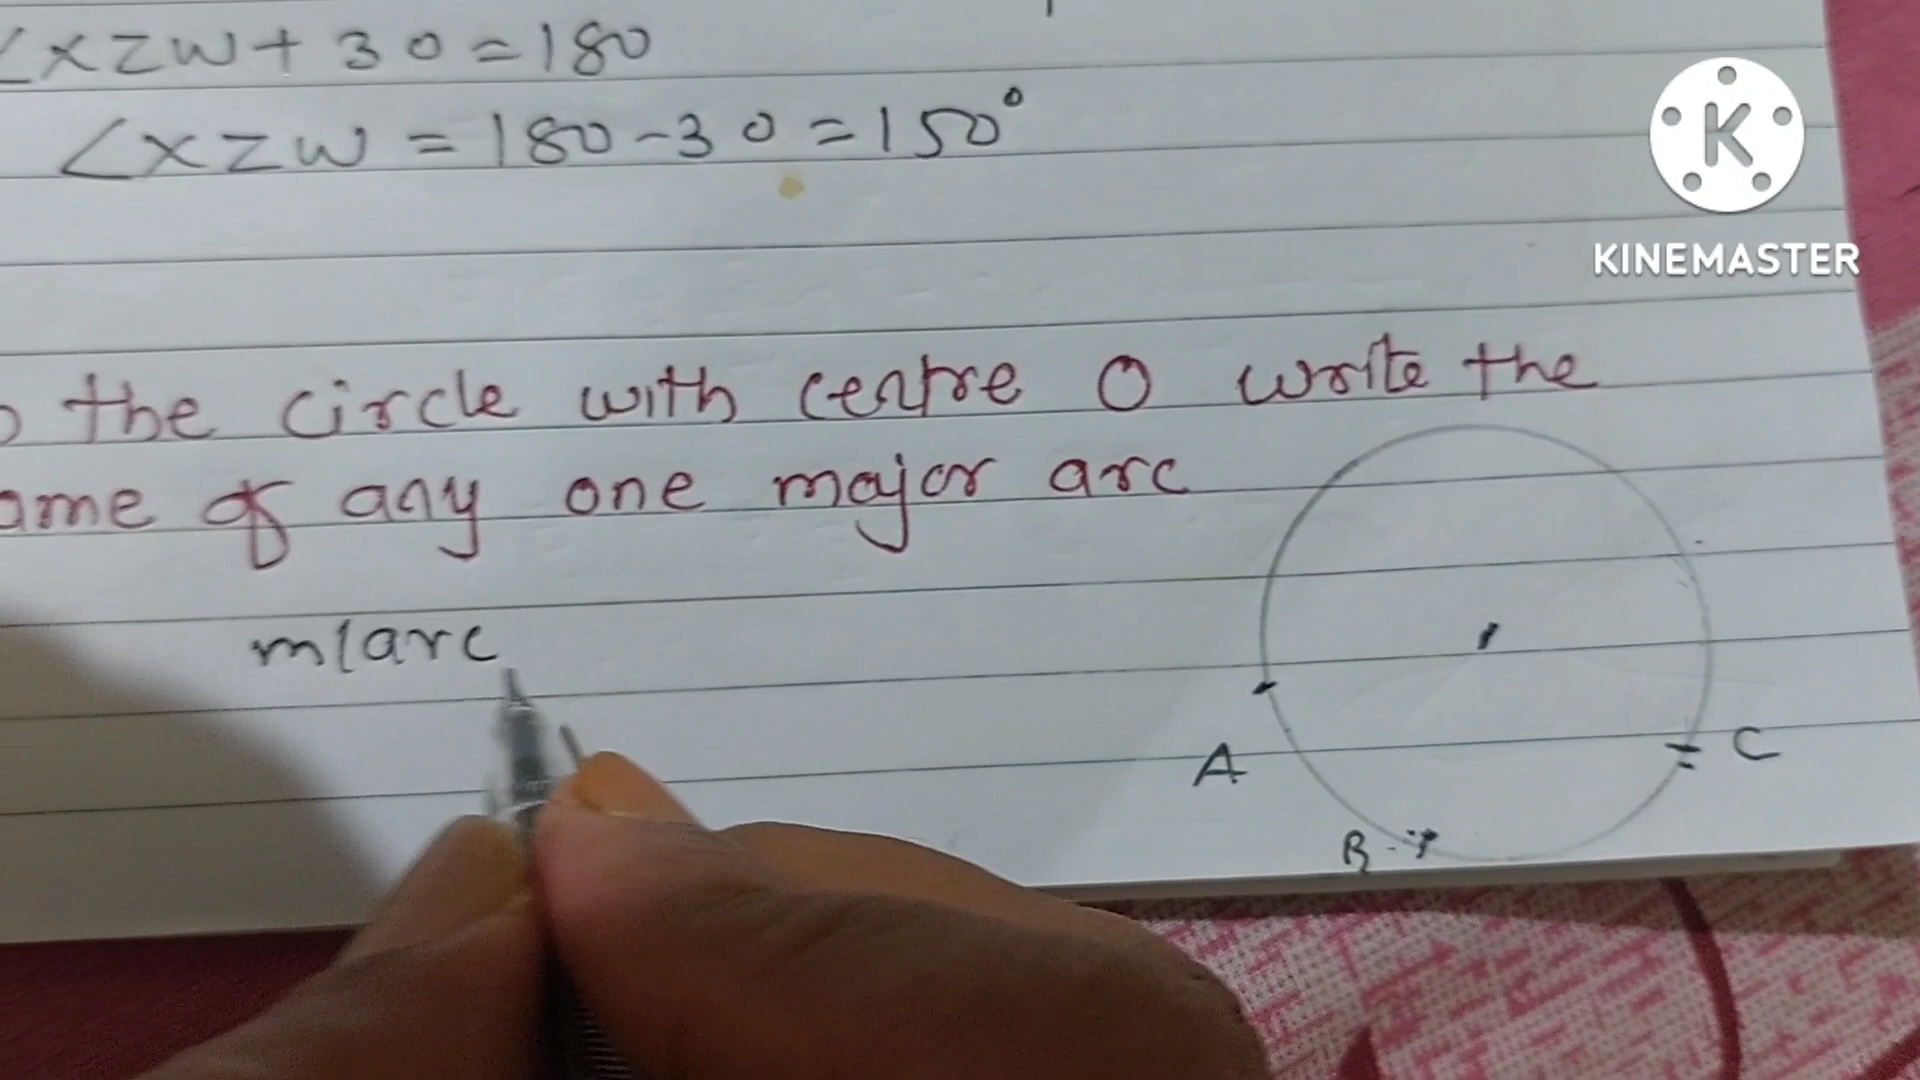 ∠XZW + 30 = 180
∠XZW = 180 - 30 = 150°
K
KINEMASTER
the circle with centre O write the
ame of any one major arc
m(arc
A
B
C